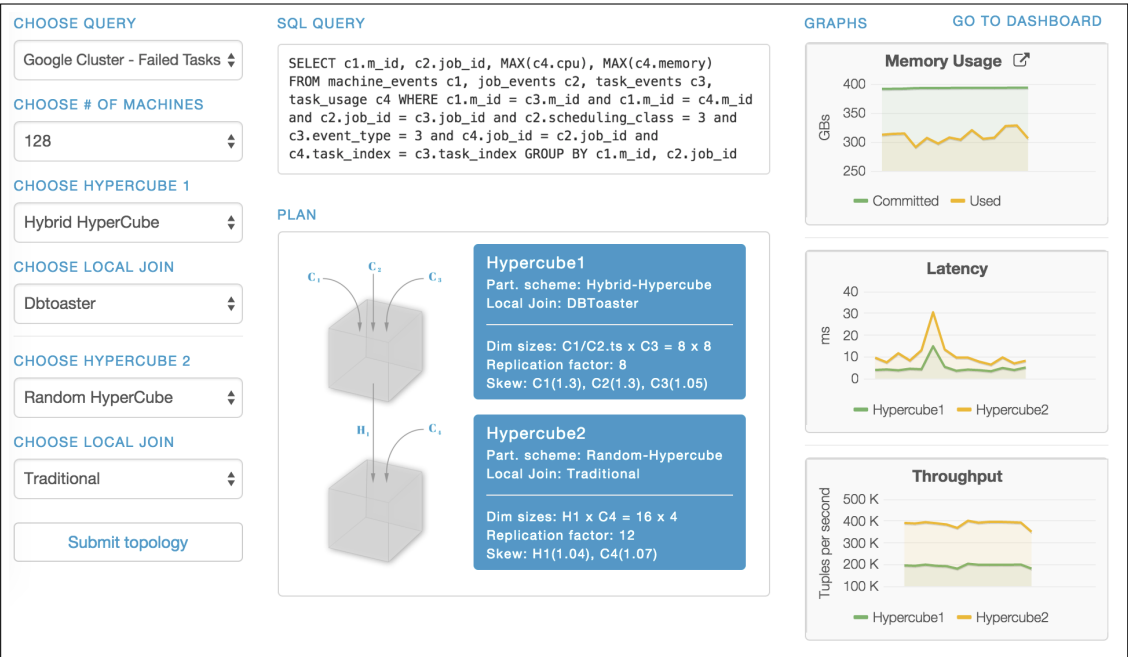 CHOOSE QUERY
Google Cluster - Failed Tasks
CHOOSE # OF MACHINES
128
CHOOSE HYPERCUBE 1
Hybrid HyperCube
CHOOSE LOCAL JOIN
Dbtoaster
CHOOSE HYPERCUBE 2
Random HyperCube
CHOOSE LOCAL JOIN
Traditional
Submit topology
SQL QUERY
SELECT c1.m_id, c2.job_id, MAX(c4.cpu), MAX(c4.memory)
FROM machine_events c1, job_events c2, task_events c3,
task_usage c4 WHERE c1.m_id = c3.m_id and c1.m_id = c4.m_id
and c2.job_id = c3.job_id and c2.scheduling_class = 3 and
c3.event_type = 3 and c4.job_id = c2.job_id and
c4.task_index = c3.task_index GROUP BY c1.m_id, c2.job_id
PLAN
C1
C2
C3
Hypercube1
Part. scheme: Hybrid-Hypercube
Local Join: DBToaster
Dim sizes: C1/C2.ts x C3 = 8 x 8
Replication factor: 8
Skew: C1(1.3), C2(1.3), C3(1.05)
H1
C4
Hypercube2
Part. scheme: Random-Hypercube
Local Join: Traditional
Dim sizes: H1 x C4 = 16 x 4
Replication factor: 12
Skew: H1(1.04), C4(1.07)
GRAPHS
GO TO DASHBOARD
Memory Usage
GBs
400
350
300
250
Committed Used
Latency
ms
40
30
20
10
0
Hypercube1 Hypercube2
Throughput
Tuples per second
500 K
400 K
300 K
200 K
100 K
Hypercube1 Hypercube2